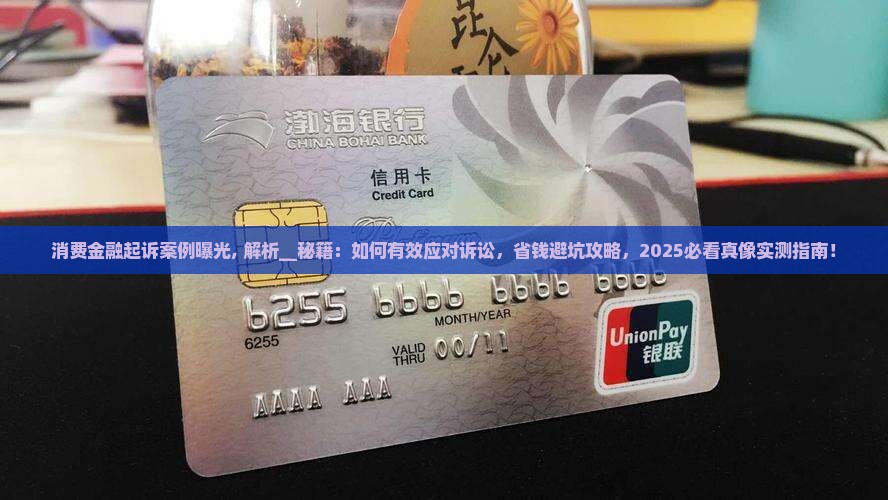 昆仑
渤海银行
CHINA BOHAI BANK
信用卡
Credit Card
消费金融起诉案例曝光, 解析__秘籍：如何有效应对诉讼，省钱避坑攻略，2025必看真像实测指南！
6255 6666 6666 6666
6255
MONTH/YEAR
VALID THRU 00/11
AAAA AAA
UnionPay
银联